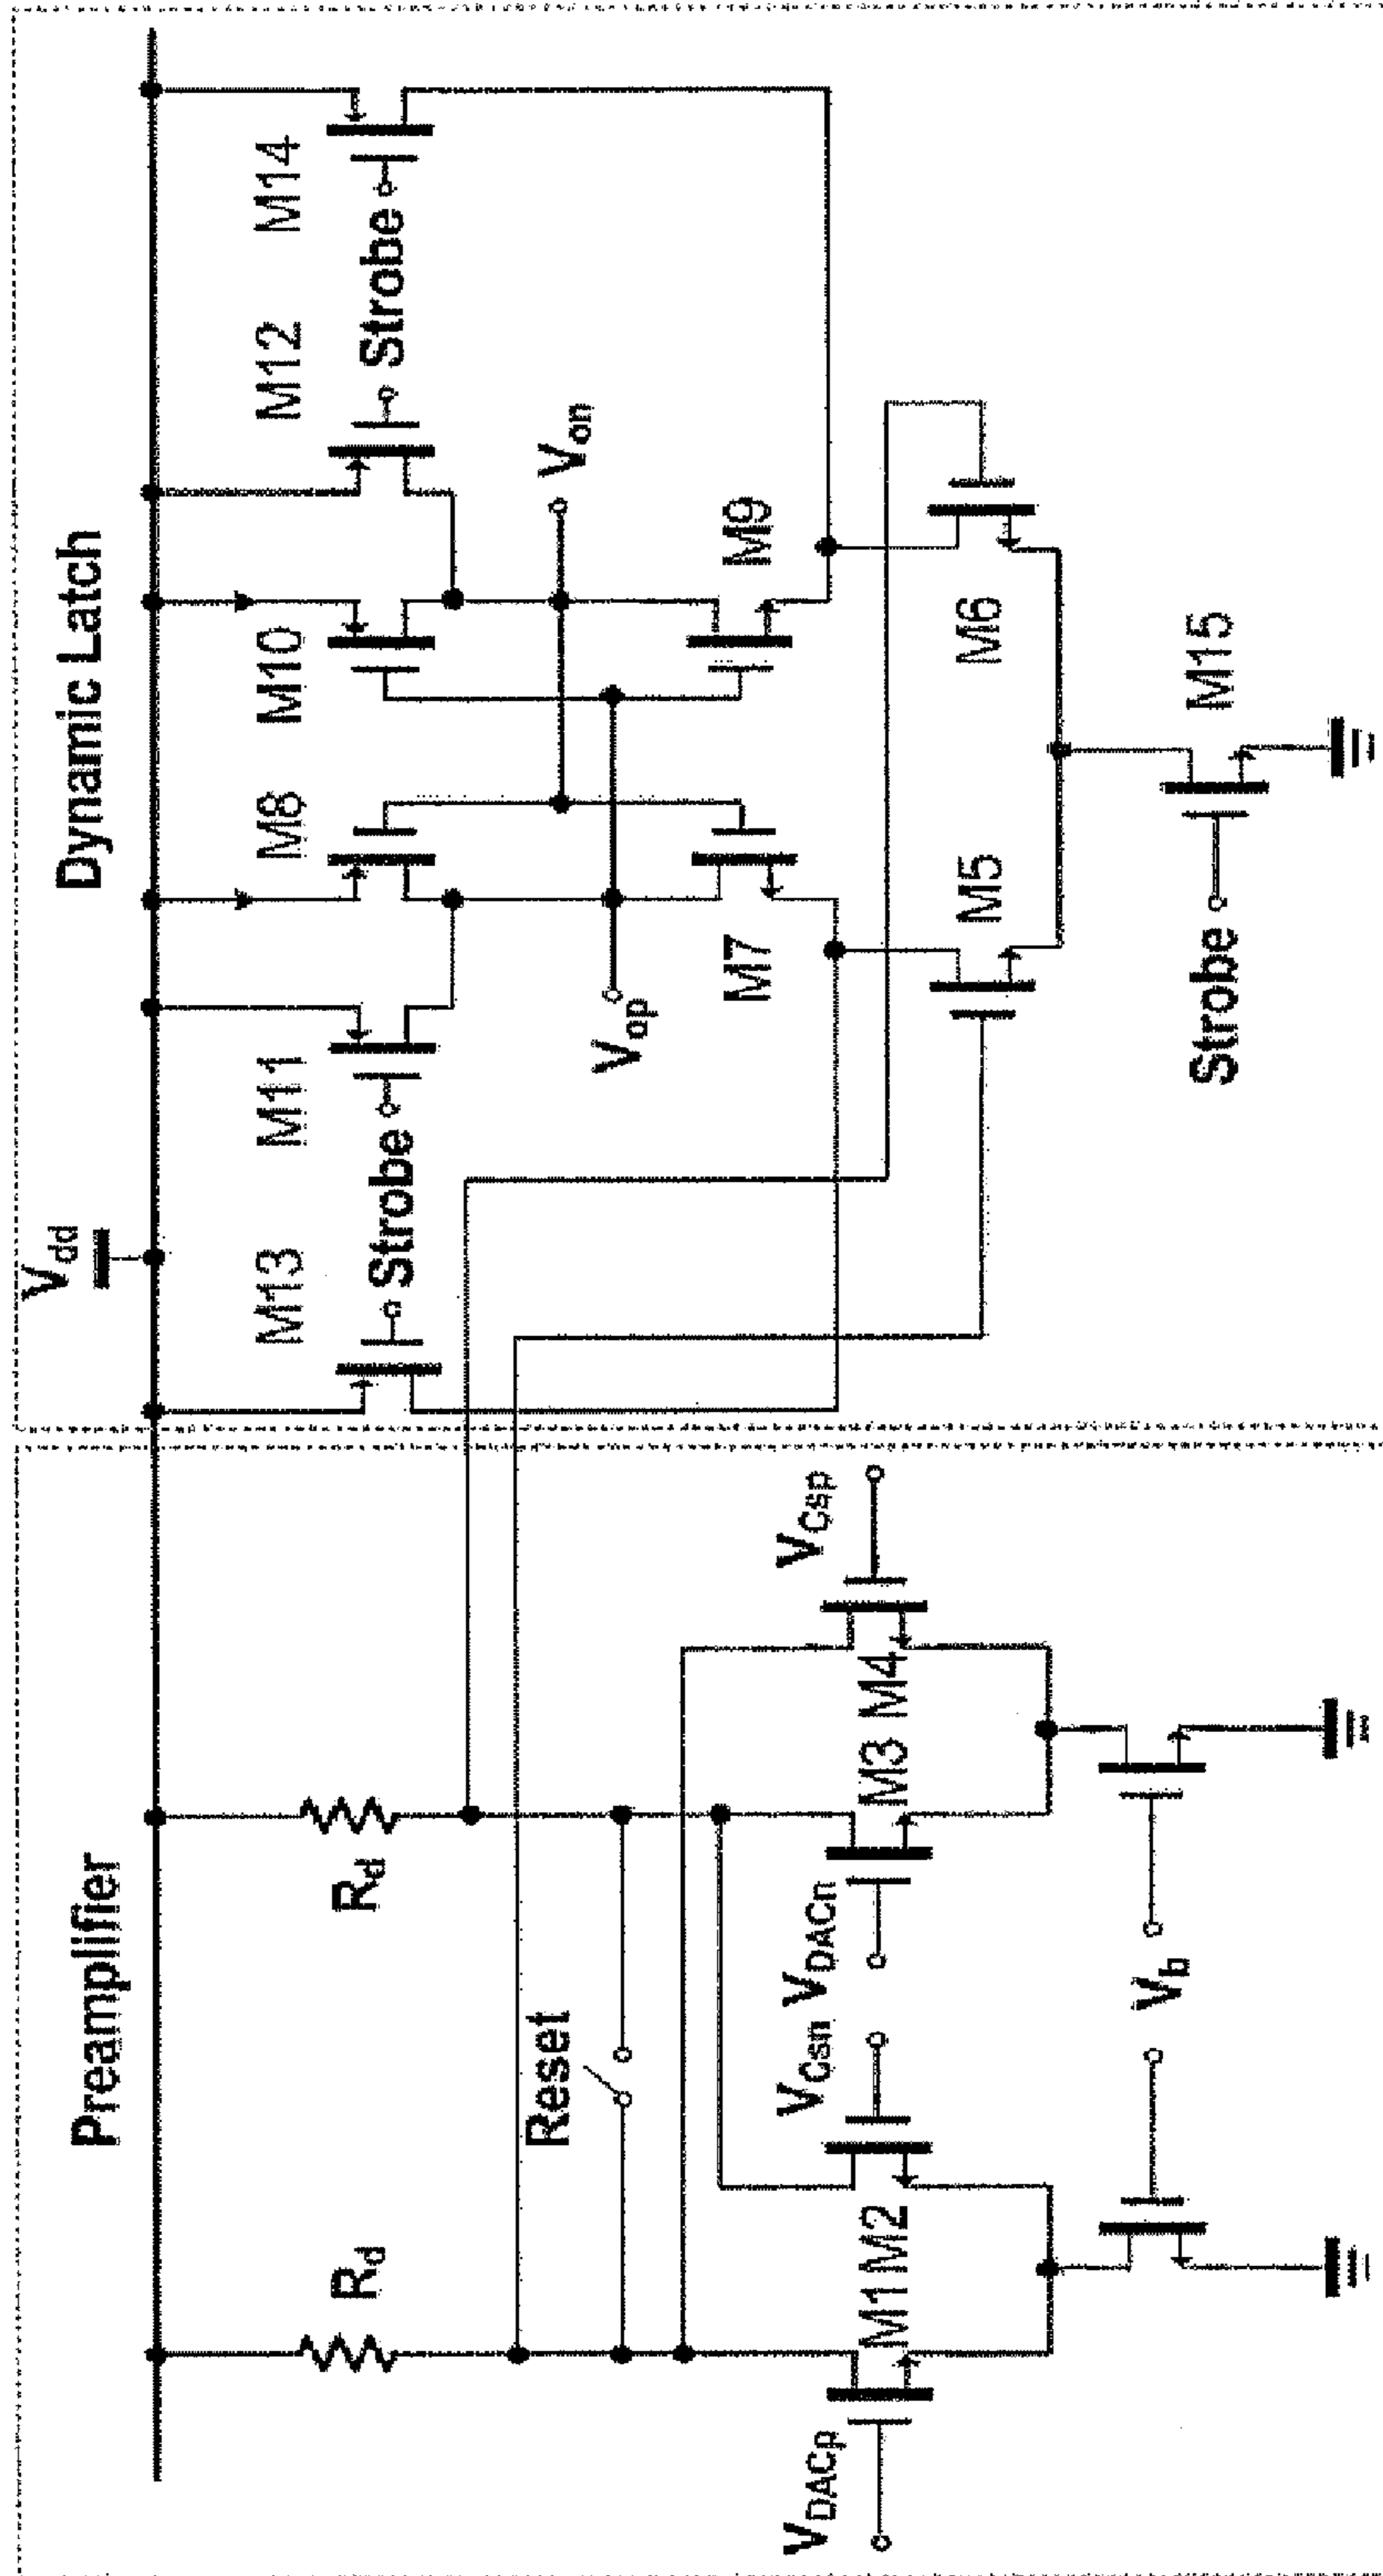 Preamplifier
Dynamic Latch
Vdd
Rd
Rd
M13
M11
M8
M10
M12
M14
Strobe
Strobe
Von
Vop
Reset
M7
M9
VDACp
M1
M2
VCsn
VDACn
M3
M4
VCsp
M5
M6
Vb
Strobe
M15